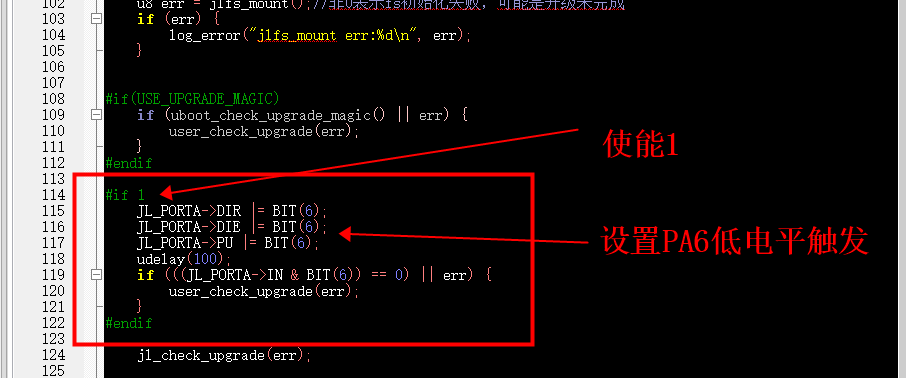 102 u8 err = jlfs_mount();//非0表示fs初始化失败, 可能是升级未完成
103 if (err) {
104 log_error("jlfs_mount err:%d\n", err);
105 }
106
107
108 #if(USE_UPGRADE_MAGIC)
109 if (uboot_check_upgrade_magic() || err) {
110 user_check_upgrade(err);
111 }
112 #endif
113
114 #if 1
115 JL_PORTA->DIR |= BIT(6);
116 JL_PORTA->DIE |= BIT(6);
117 JL_PORTA->PU |= BIT(6);
118 udelay(100);
119 if (((JL_PORTA->IN & BIT(6)) == 0) || err) {
120 user_check_upgrade(err);
121 }
122 #endif
123
124 jl_check_upgrade(err);
125
使能1
设置PA6低电平触发